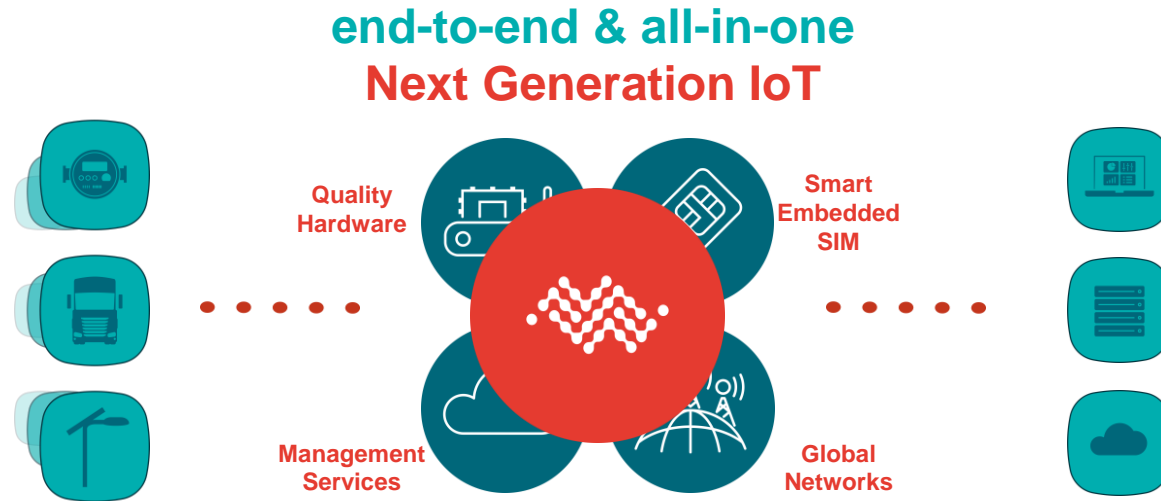 end-to-end & all-in-one
Next Generation IoT
Quality
Hardware
Smart
Embedded
SIM
Management
Services
Global
Networks